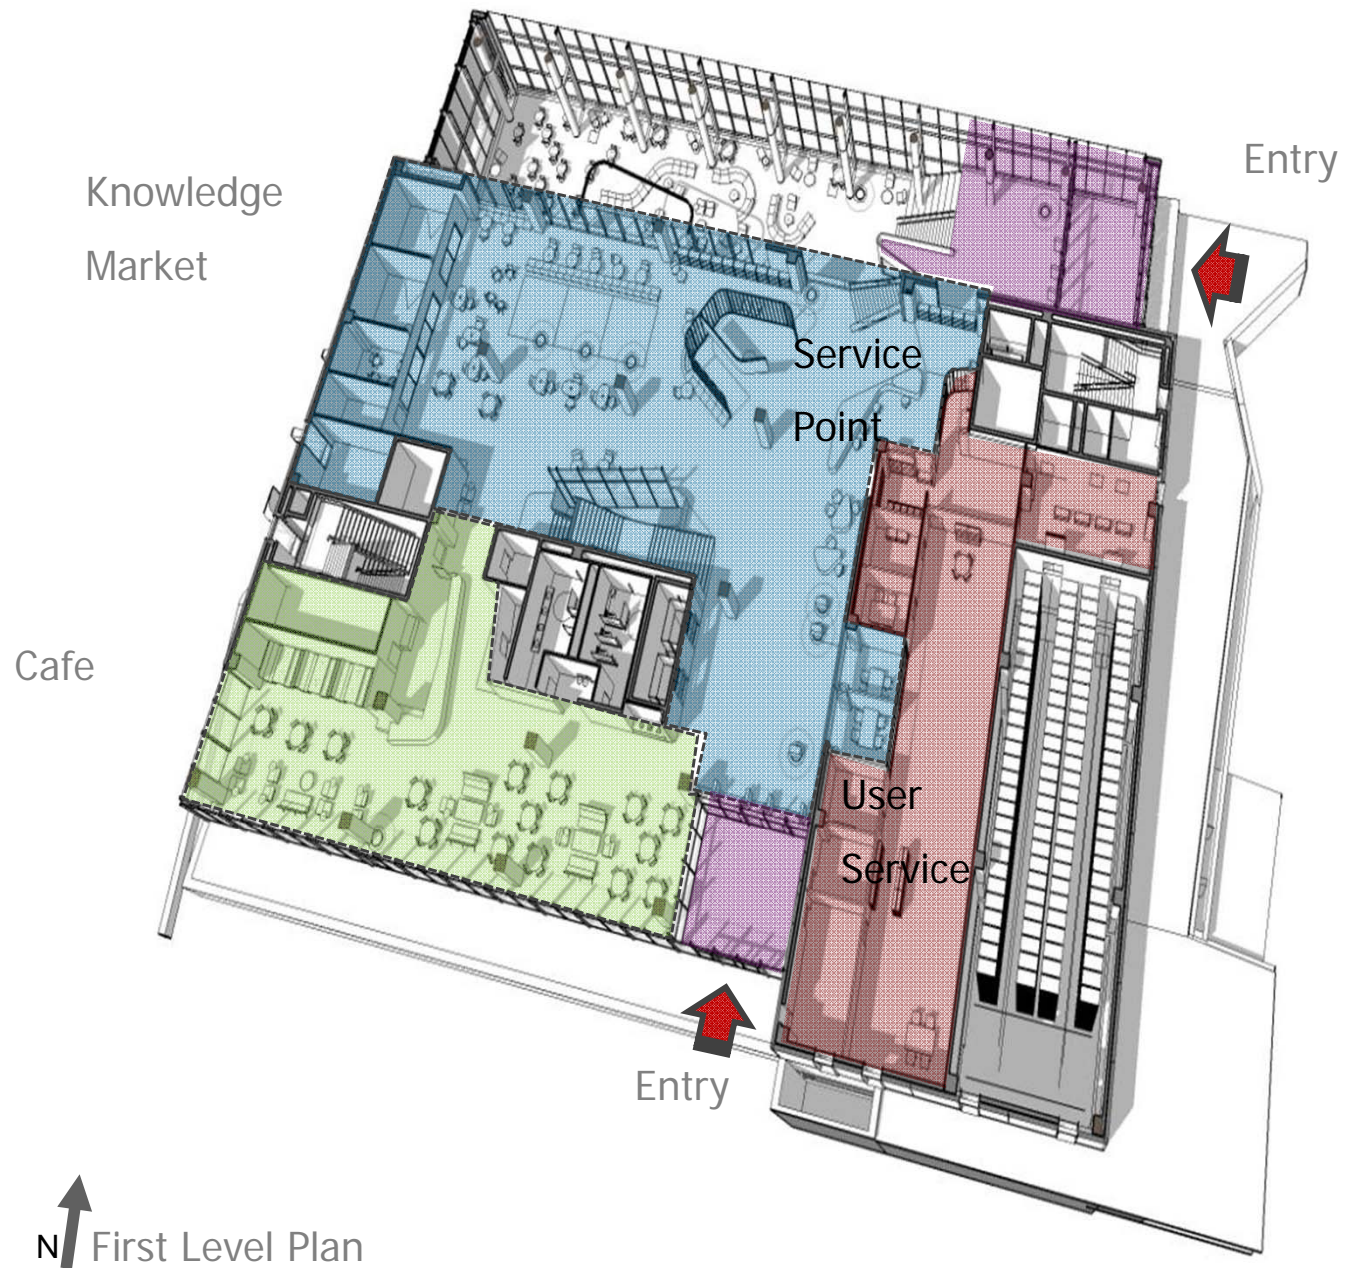 Entry
Knowledge
Market
Service
Point
Cafe
User
Service
Entry
N
First Level Plan